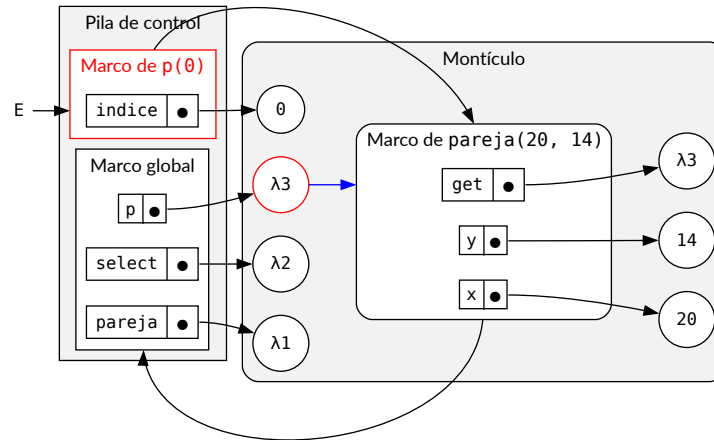 Pila de control
Marco de p(0)
E
indice
0
Marco global
p
λ3
select
λ2
pareja
λ1
Montículo
Marco de pareja(20, 14)
get
λ3
y
14
x
20